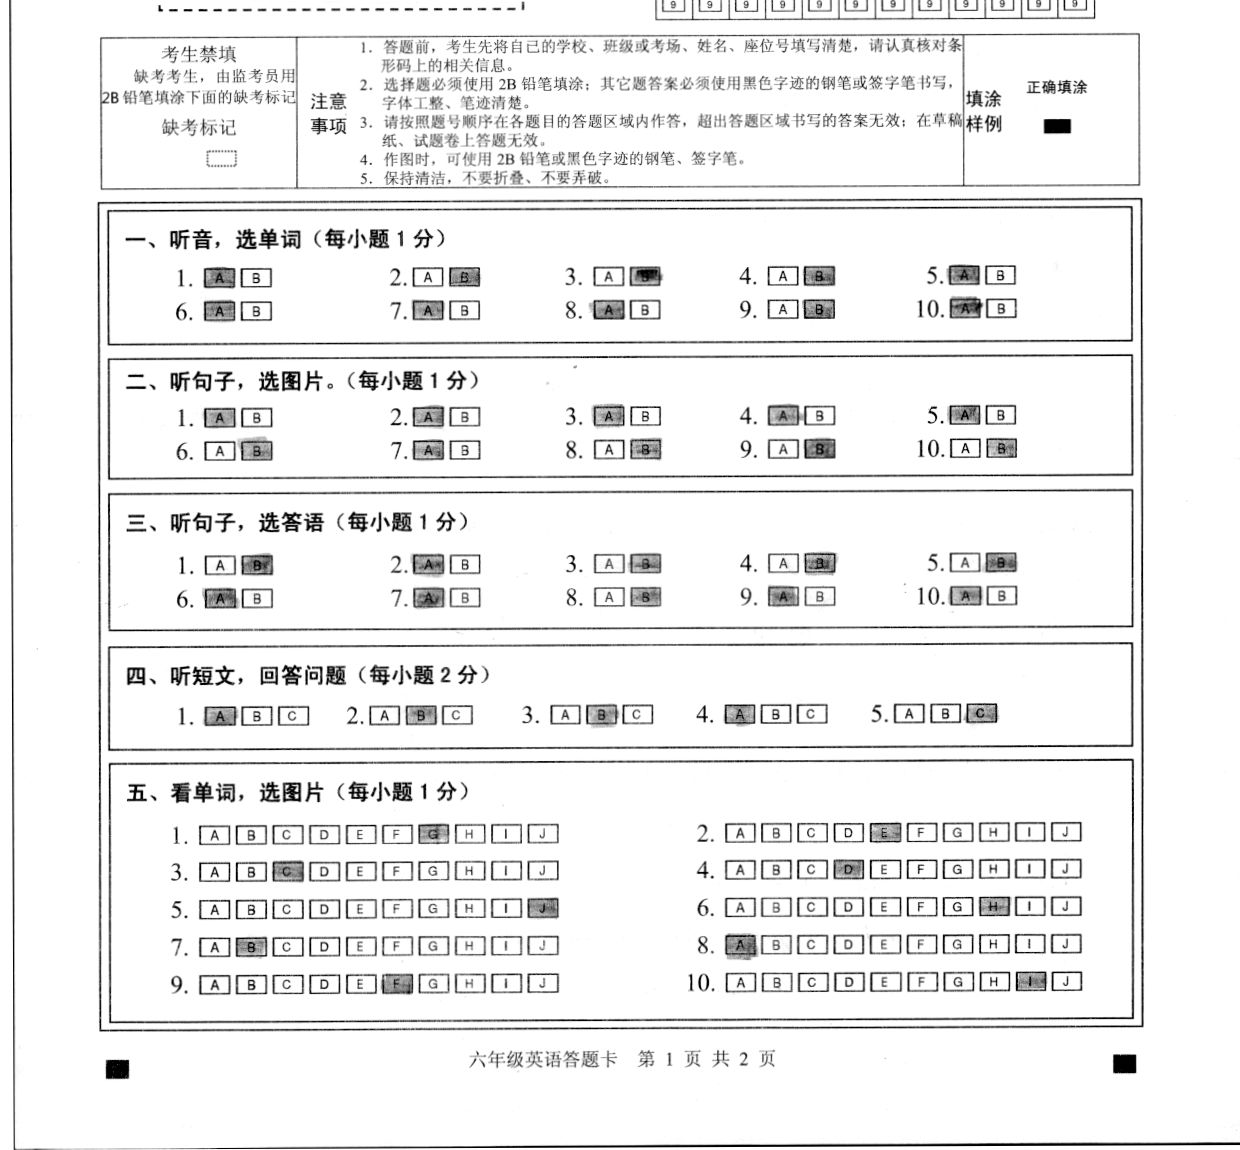 9 9 9 9 9 9 9 9 9 9 9 9
考生禁填
缺考考生，由监考员用
2B 铅笔填涂下面的缺考标记
缺考标记
注意
事项
1. 答题前，考生先将自已的学校、班级或考场、姓名、座位号填写清楚，请认真核对条
形码上的相关信息。
2. 选择题必须使用 2B 铅笔填涂；其它题答案必须使用黑色字迹的钢笔或签字笔书写，
字体工整、笔迹清楚。
3. 请按照题号顺序在各题目的答题区域内作答，超出答题区域书写的答案无效；在草稿
纸、试题卷上答题无效。
4. 作图时，可使用 2B 铅笔或黑色字迹的钢笔、签字笔。
5. 保持清洁，不要折叠、不要弄破。
填涂
样例
正确填涂
一、听音，选单词（每小题 1 分）
1. A B 2. A B 3. A B 4. A B 5. A B
6. A B 7. A B 8. A B 9. A B 10. A B
二、听句子，选图片。（每小题 1 分）
1. A B 2. A B 3. A B 4. A B 5. A B
6. A B 7. A B 8. A B 9. A B 10. A B
三、听句子，选答语（每小题 1 分）
1. A B 2. A B 3. A B 4. A B 5. A B
6. A B 7. A B 8. A B 9. A B 10. A B
四、听短文，回答问题（每小题 2 分）
1. A B C 2. A B C 3. A B C 4. A B C 5. A B C
五、看单词，选图片（每小题 1 分）
1. A B C D E F G H I J 2. A B C D E F G H I J
3. A B C D E F G H I J 4. A B C D E F G H I J
5. A B C D E F G H I J 6. A B C D E F G H I J
7. A B C D E F G H I J 8. A B C D E F G H I J
9. A B C D E F G H I J 10. A B C D E F G H I J
六年级英语答题卡 第 1 页 共 2 页